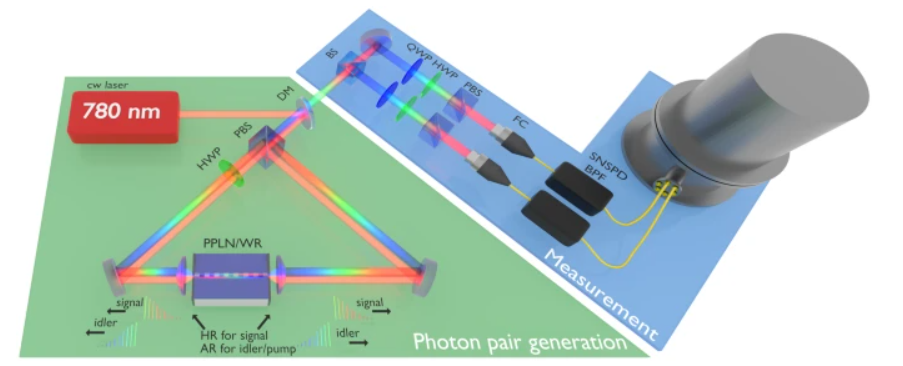 cw laser
780 nm
DM
BS
QWP
HWP
PBS
FC
PBS
HWP
SNSPD
BPF
PPLN/WR
signal
idler
signal
idler
HR for signal
AR for idler/pump
Photon pair generation
Measurement